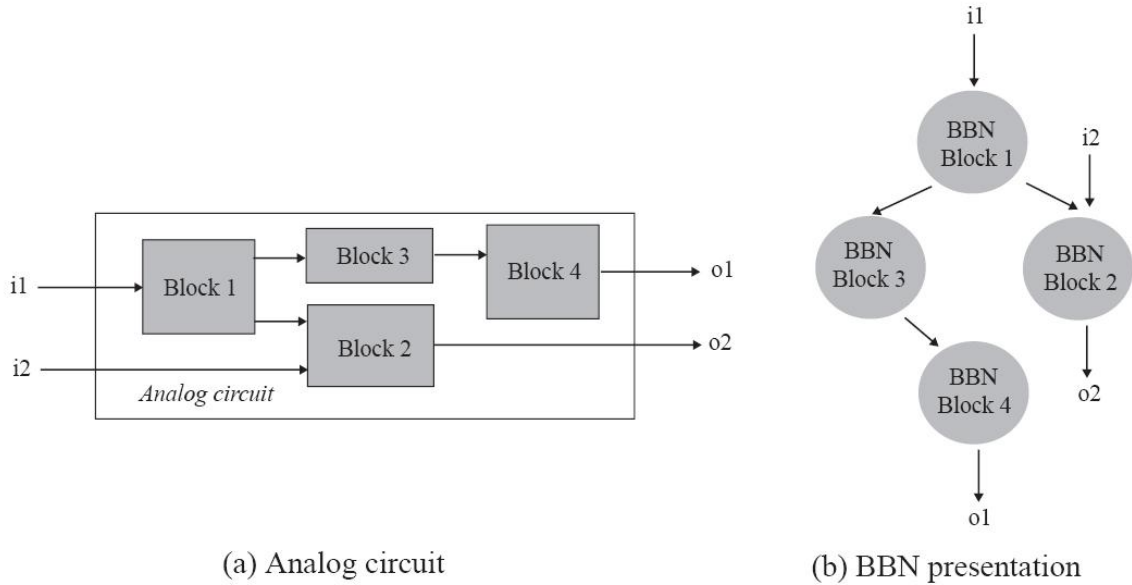 i1
i2
Block 1
Block 3
Block 2
Block 4
Analog circuit
o1
o2
(a) Analog circuit
i1
BBN
Block 1
i2
BBN
Block 3
BBN
Block 2
BBN
Block 4
o2
o1
(b) BBN presentation